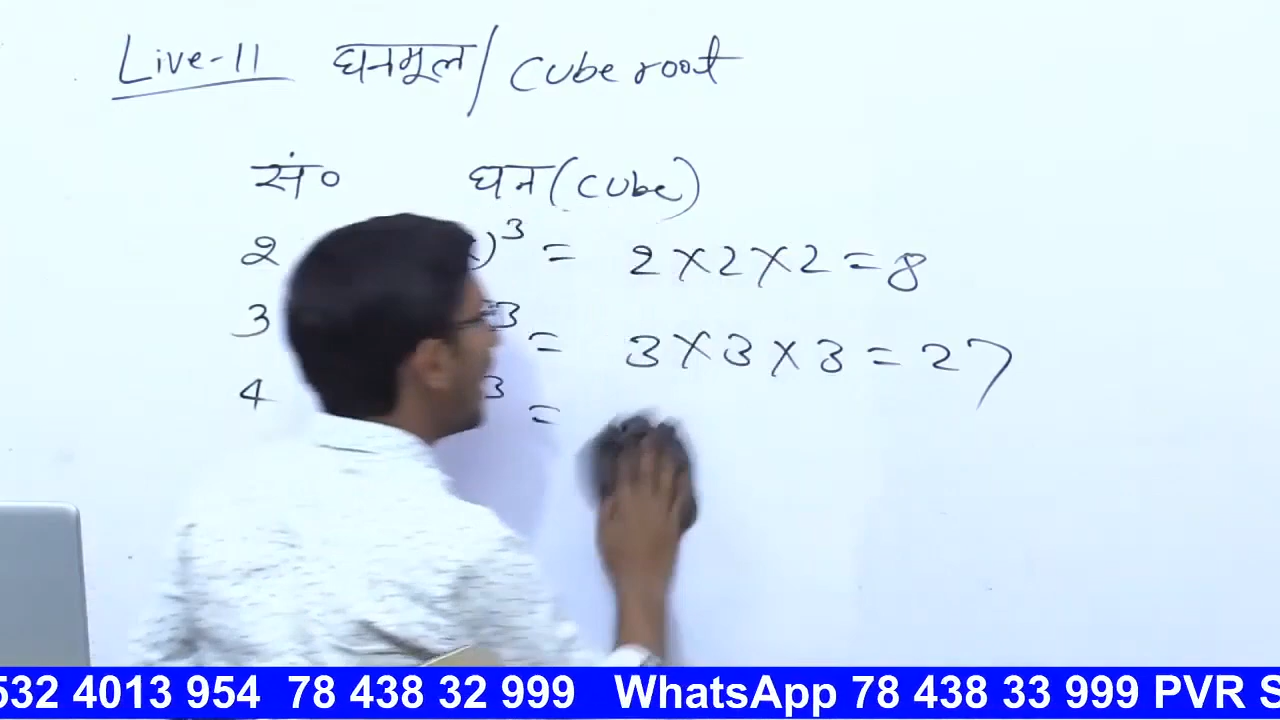 Live-11 घनमूल/Cube root
सं० घन (Cube)
2 )³ = 2×2×2=8
3 ³ = 3×3×3=27
4 ³ =
532 4013 954 78 438 32 999 WhatsApp 78 438 33 999 PVR S